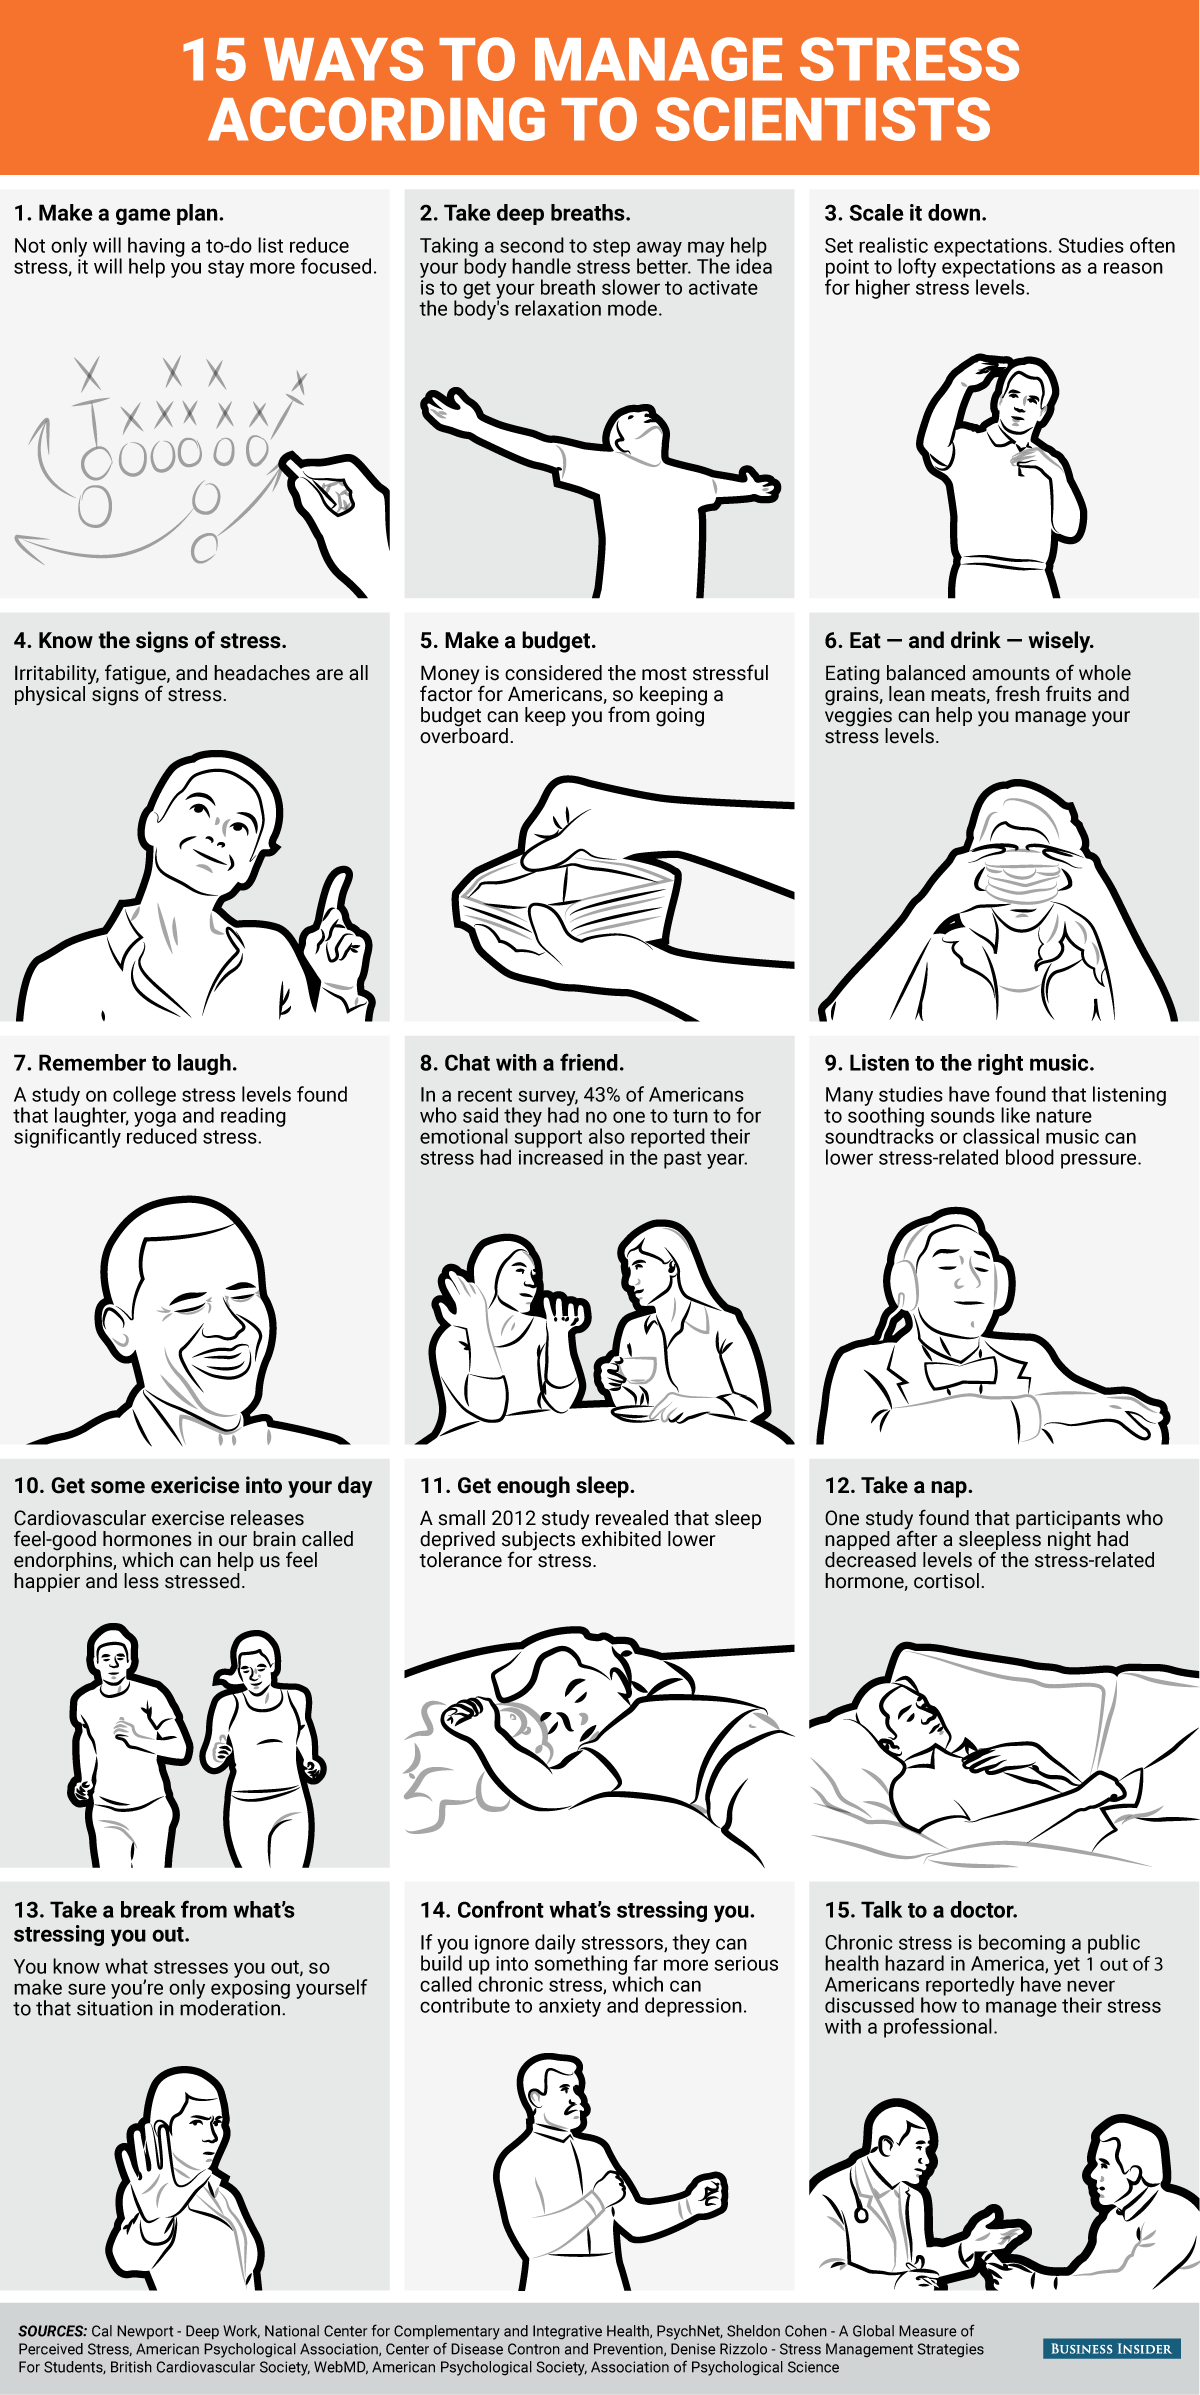 15 WAYS TO MANAGE STRESS
ACCORDING TO SCIENTISTS
1. Make a game plan.
Not only will having a to-do list reduce
stress, it will help you stay more focused.
2. Take deep breaths.
Taking a second to step away may help
your body handle stress better. The idea
is to get your breath slower to activate
the body's relaxation mode.
3. Scale it down.
Set realistic expectations. Studies often
point to lofty expectations as a reason
for higher stress levels.
4. Know the signs of stress.
Irritability, fatigue, and headaches are all
physical signs of stress.
5. Make a budget.
Money is considered the most stressful
factor for Americans, so keeping a
budget can keep you from going
overboard.
6. Eat — and drink — wisely.
Eating balanced amounts of whole
grains, lean meats, fresh fruits and
veggies can help you manage your
stress levels.
7. Remember to laugh.
A study on college stress levels found
that laughter, yoga and reading
significantly reduced stress.
8. Chat with a friend.
In a recent survey, 43% of Americans
who said they had no one to turn to for
emotional support also reported their
stress had increased in the past year.
9. Listen to the right music.
Many studies have found that listening
to soothing sounds like nature
soundtracks or classical music can
lower stress-related blood pressure.
10. Get some exericise into your day
Cardiovascular exercise releases
feel-good hormones in our brain called
endorphins, which can help us feel
happier and less stressed.
11. Get enough sleep.
A small 2012 study revealed that sleep
deprived subjects exhibited lower
tolerance for stress.
12. Take a nap.
One study found that participants who
napped after a sleepless night had
decreased levels of the stress-related
hormone, cortisol.
13. Take a break from what's
stressing you out.
You know what stresses you out, so
make sure you're only exposing yourself
to that situation in moderation.
14. Confront what's stressing you.
If you ignore daily stressors, they can
build up into something far more serious
called chronic stress, which can
contribute to anxiety and depression.
15. Talk to a doctor.
Chronic stress is becoming a public
health hazard in America, yet 1 out of 3
Americans reportedly have never
discussed how to manage their stress
with a professional.
SOURCES: Cal Newport - Deep Work, National Center for Complementary and Integrative Health, PsychNet, Sheldon Cohen - A Global Measure of
Perceived Stress, American Psychological Association, Center of Disease Contron and Prevention, Denise Rizzolo - Stress Management Strategies
For Students, British Cardiovascular Society, WebMD, American Psychological Society, Association of Psychological Science
BUSINESS INSIDER